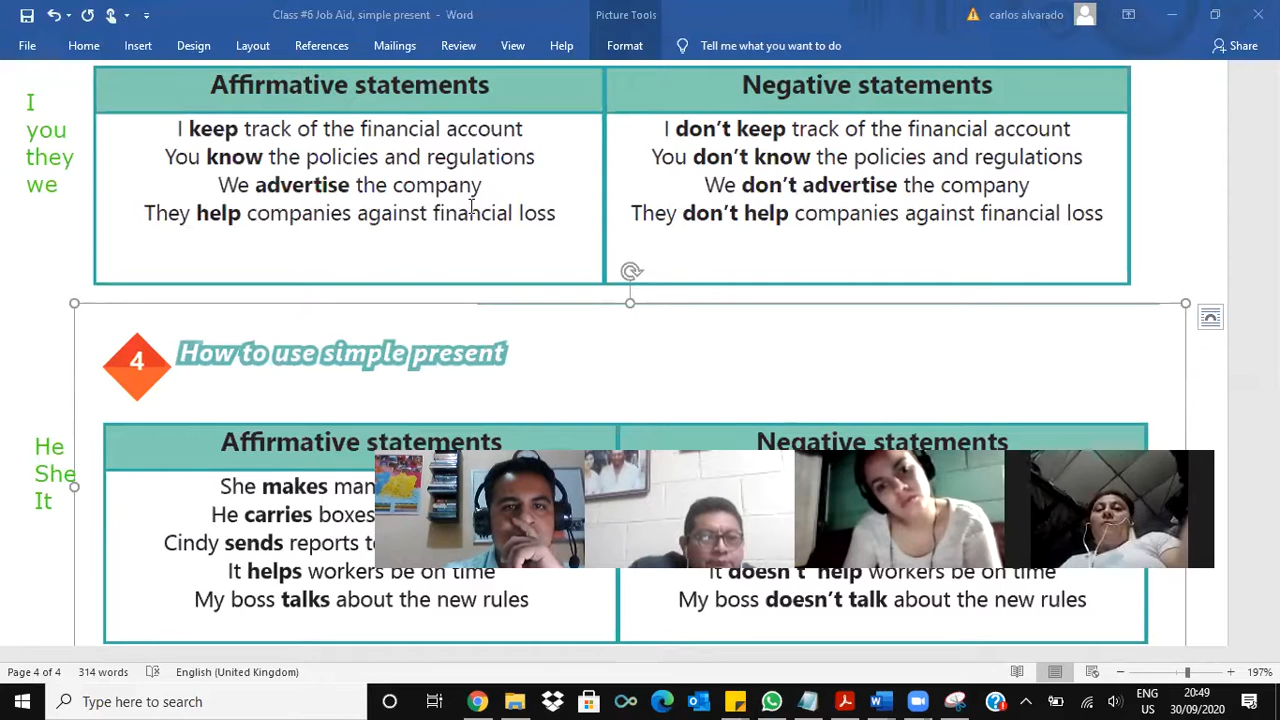 Class #6 Job Aid, simple present - Word
Picture Tools
carlos alvarado
File Home Insert Design Layout References Mailings Review View Help Format Tell me what you want to do Share
Affirmative statements Negative statements
I
you
they
we
I keep track of the financial account
You know the policies and regulations
We advertise the company
They help companies against financial loss
I don't keep track of the financial account
You don't know the policies and regulations
We don't advertise the company
They don't help companies against financial loss
4 How to use simple present
Affirmative statements Negative statements
He
She
It
She makes
He carries boxes
Cindy sends reports
It helps workers be on time
My boss talks about the new rules
It doesn't help workers be on time
My boss doesn't talk about the new rules
Page 4 of 4 314 words English (United Kingdom) 197%
Type here to search
ENG
US
20:49
30/09/2020